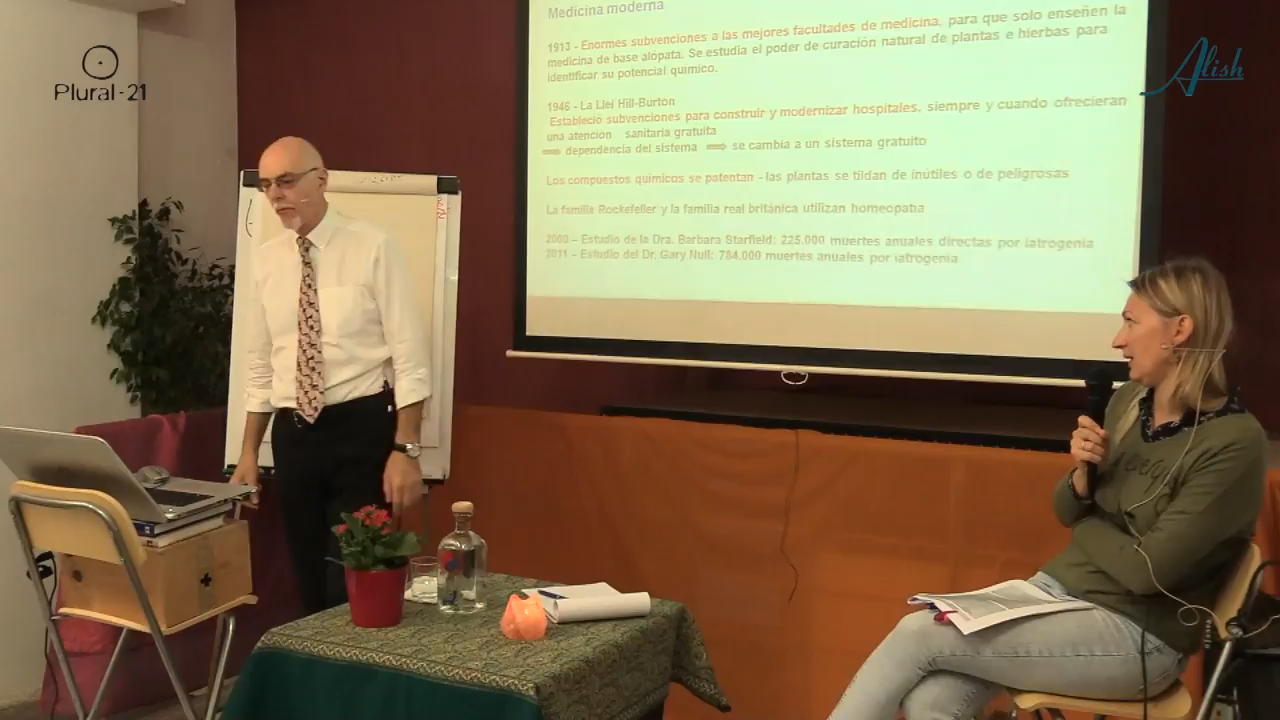 Plural-21
Alish
Medicina moderna
1913 - Enormes subvenciones a las mejores facultades de medicina, para que solo enseñen la
medicina de base alópata. Se estudia el poder de curación natural de plantas e hierbas para
identificar su potencial químico.
1946 - La Llei Hill-Burton
Estableció subvenciones para construir y modernizar hospitales, siempre y cuando ofrecieran
una atención sanitaria gratuita
⇒ dependencia del sistema ⇒ se cambia a un sistema gratuito
Los compuestos químicos se patentan - las plantas se tildan de inútiles o de peligrosas
La familia Rockefeller y la familia real británica utilizan homeopatía
2000 – Estudio de la Dra. Barbara Starfield: 225.000 muertes anuales directas por iatrogenia
2011 – Estudio del Dr. Gary Null: 784.000 muertes anuales por iatrogenia